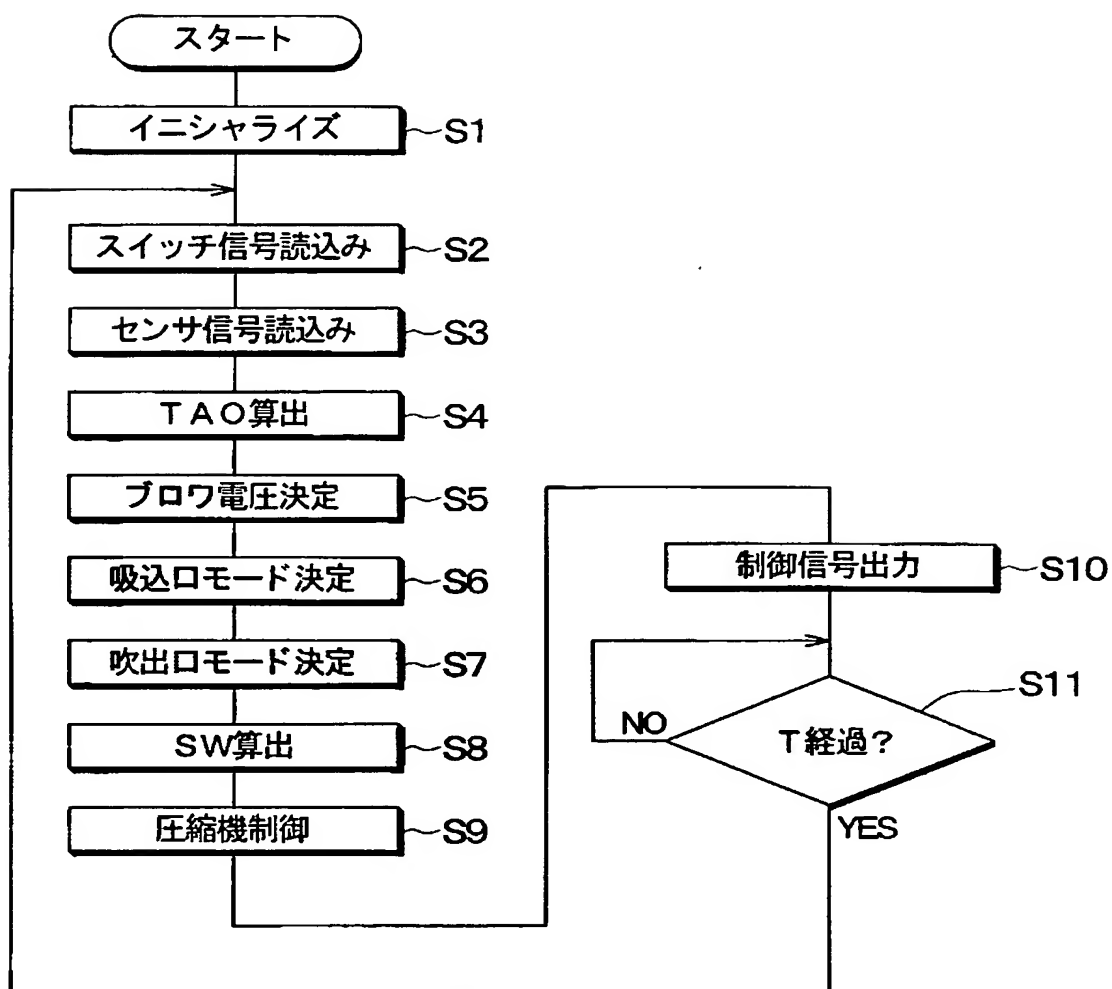 スタート
イニシャライズ
S1
スイッチ信号読込み
S2
センサ信号読込み
S3
TAO算出
S4
ブロワ電圧決定
S5
吸込口モード決定
S6
吹出口モード決定
S7
SW算出
S8
圧縮機制御
S9
制御信号出力
S10
T経過?
S11
NO
YES